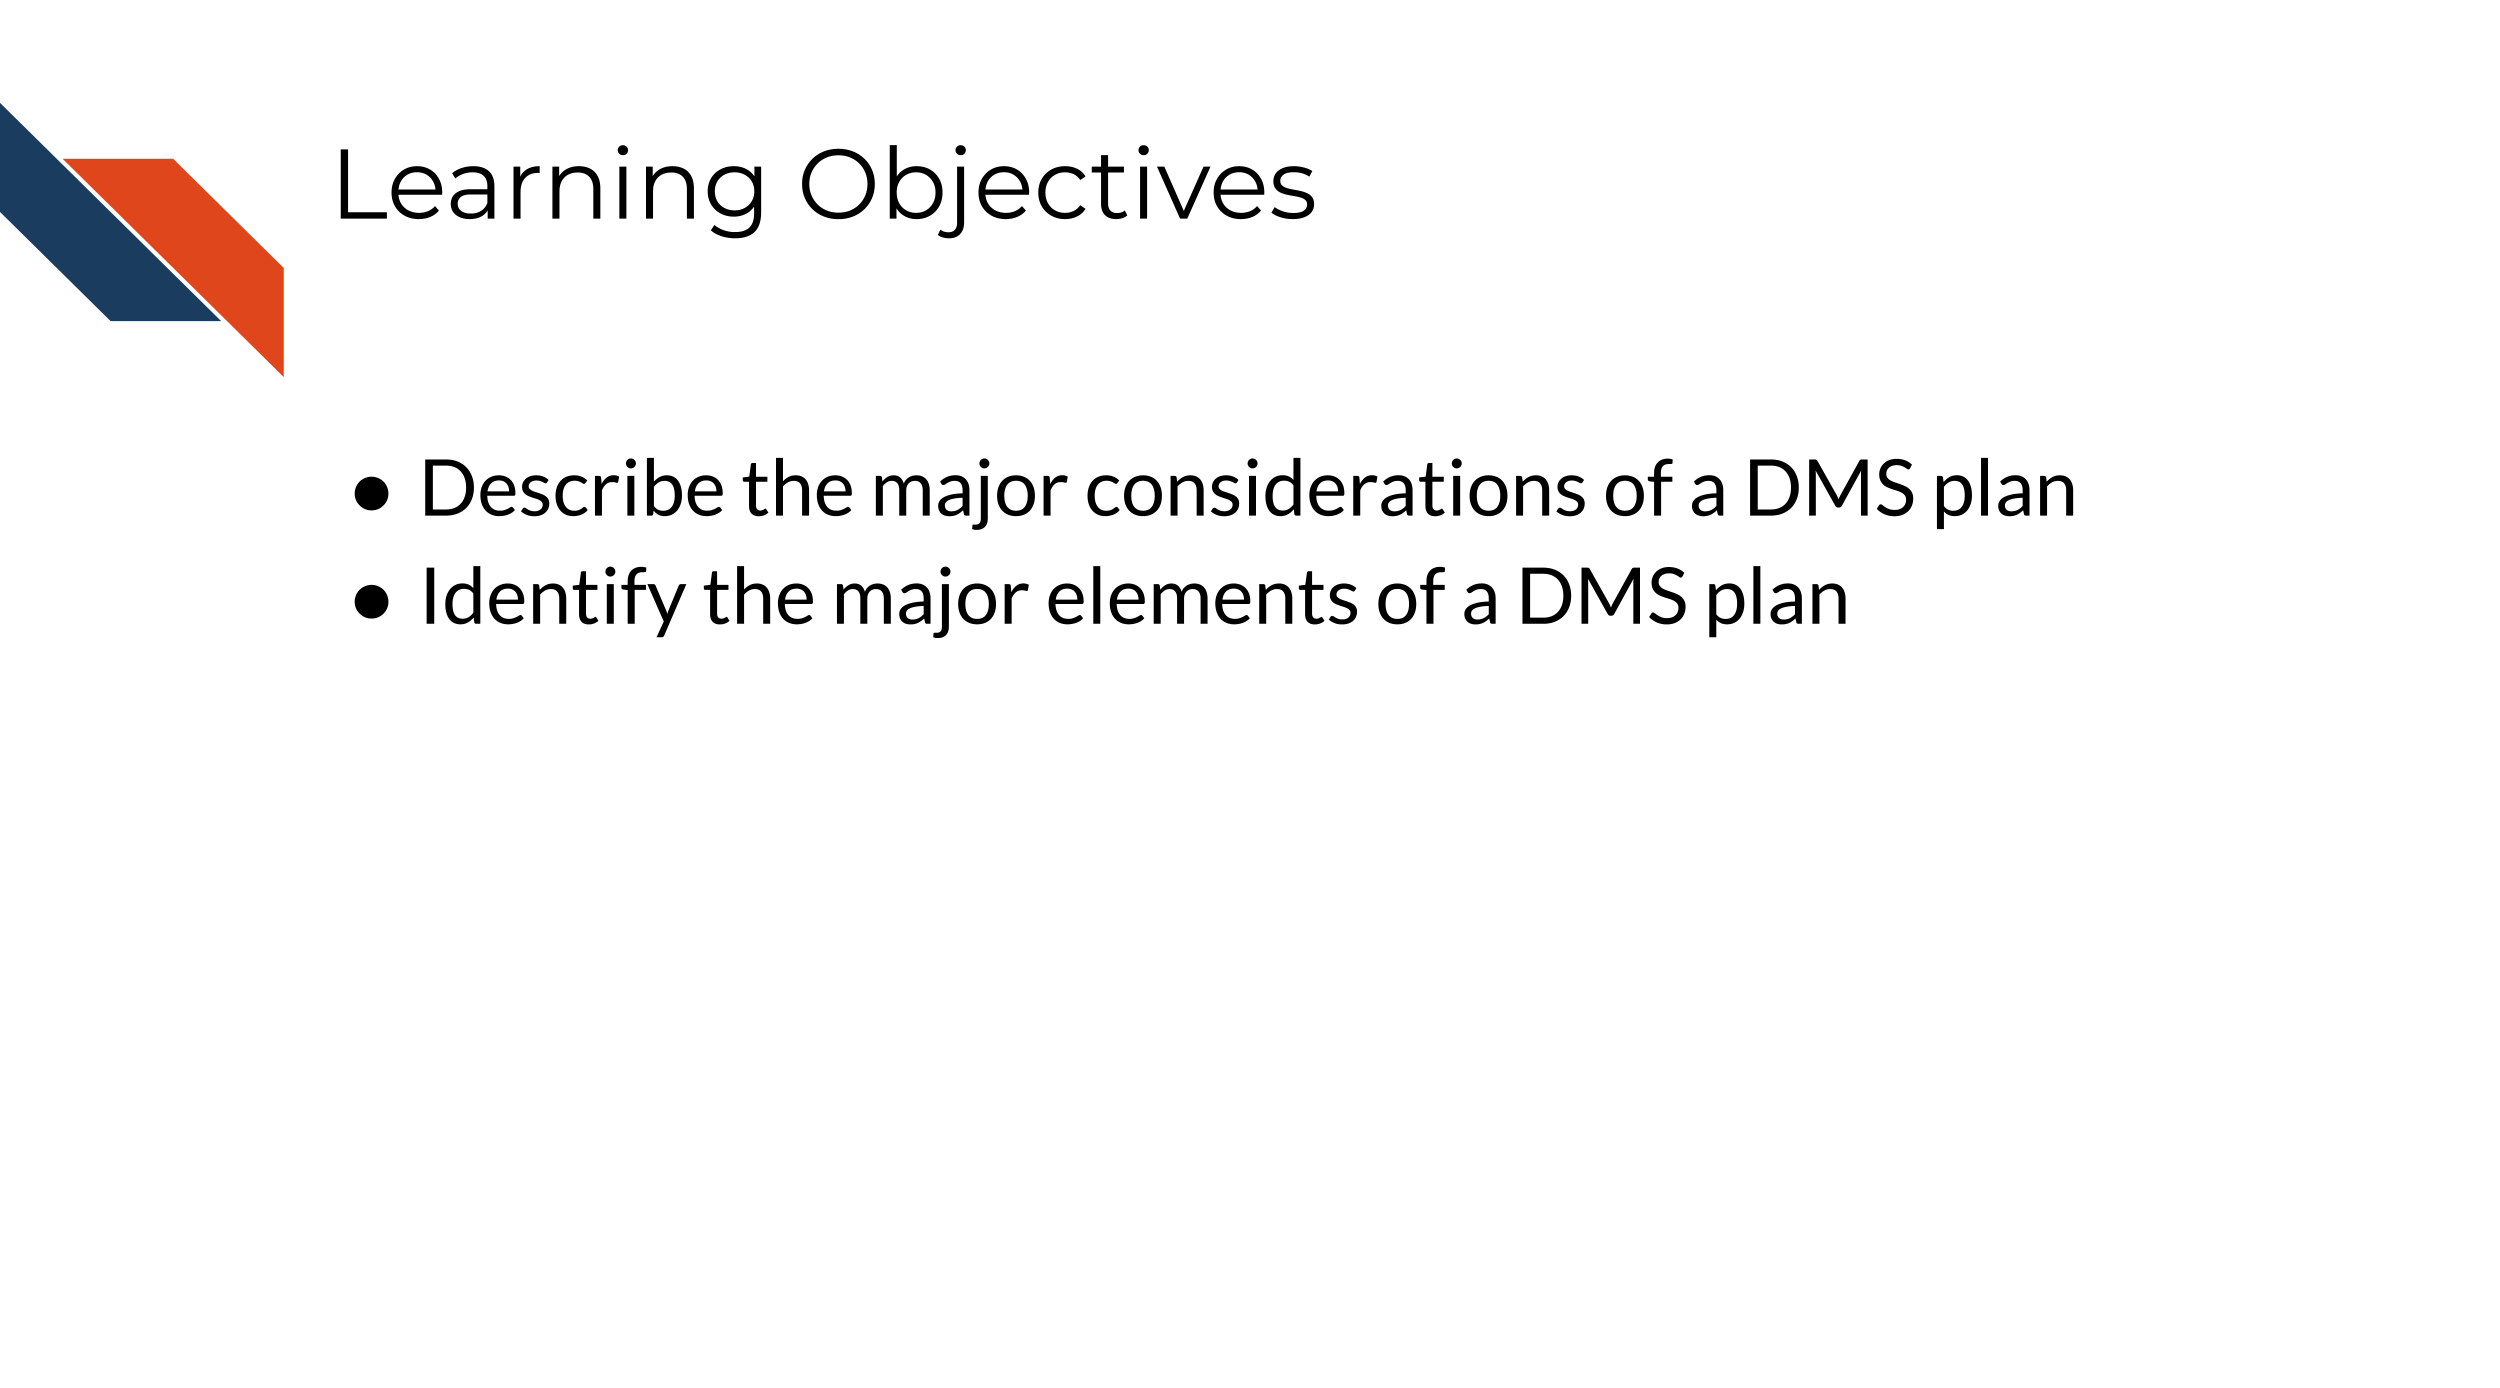 Learning Objectives
● Describe the major considerations of a DMS plan
● Identify the major elements of a DMS plan